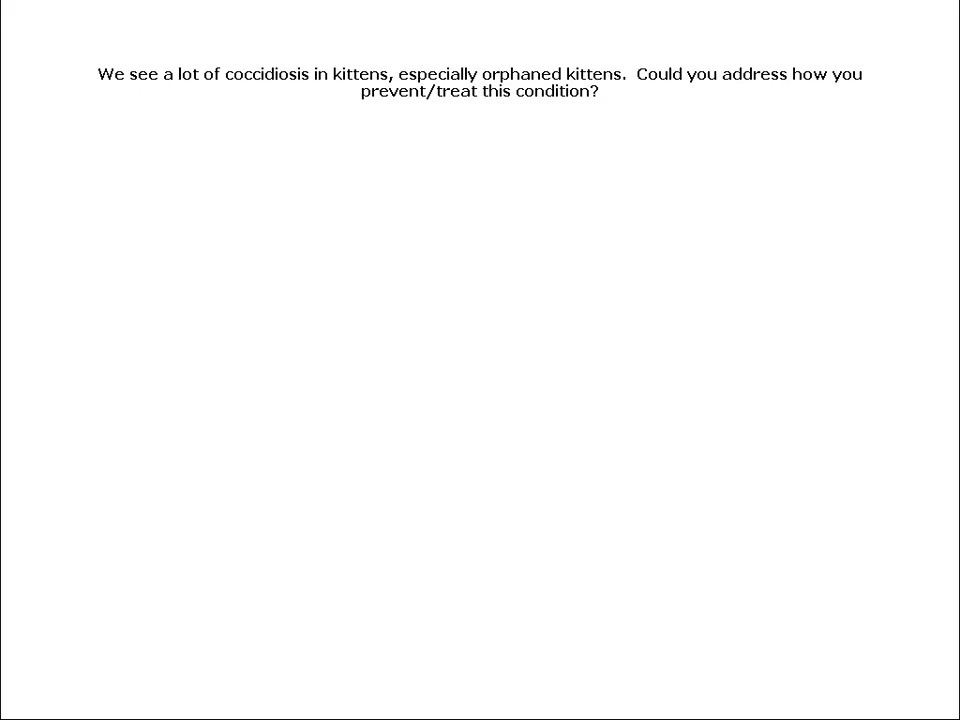 We see a lot of coccidiosis in kittens, especially orphaned kittens.  Could you address how you
prevent/treat this condition?